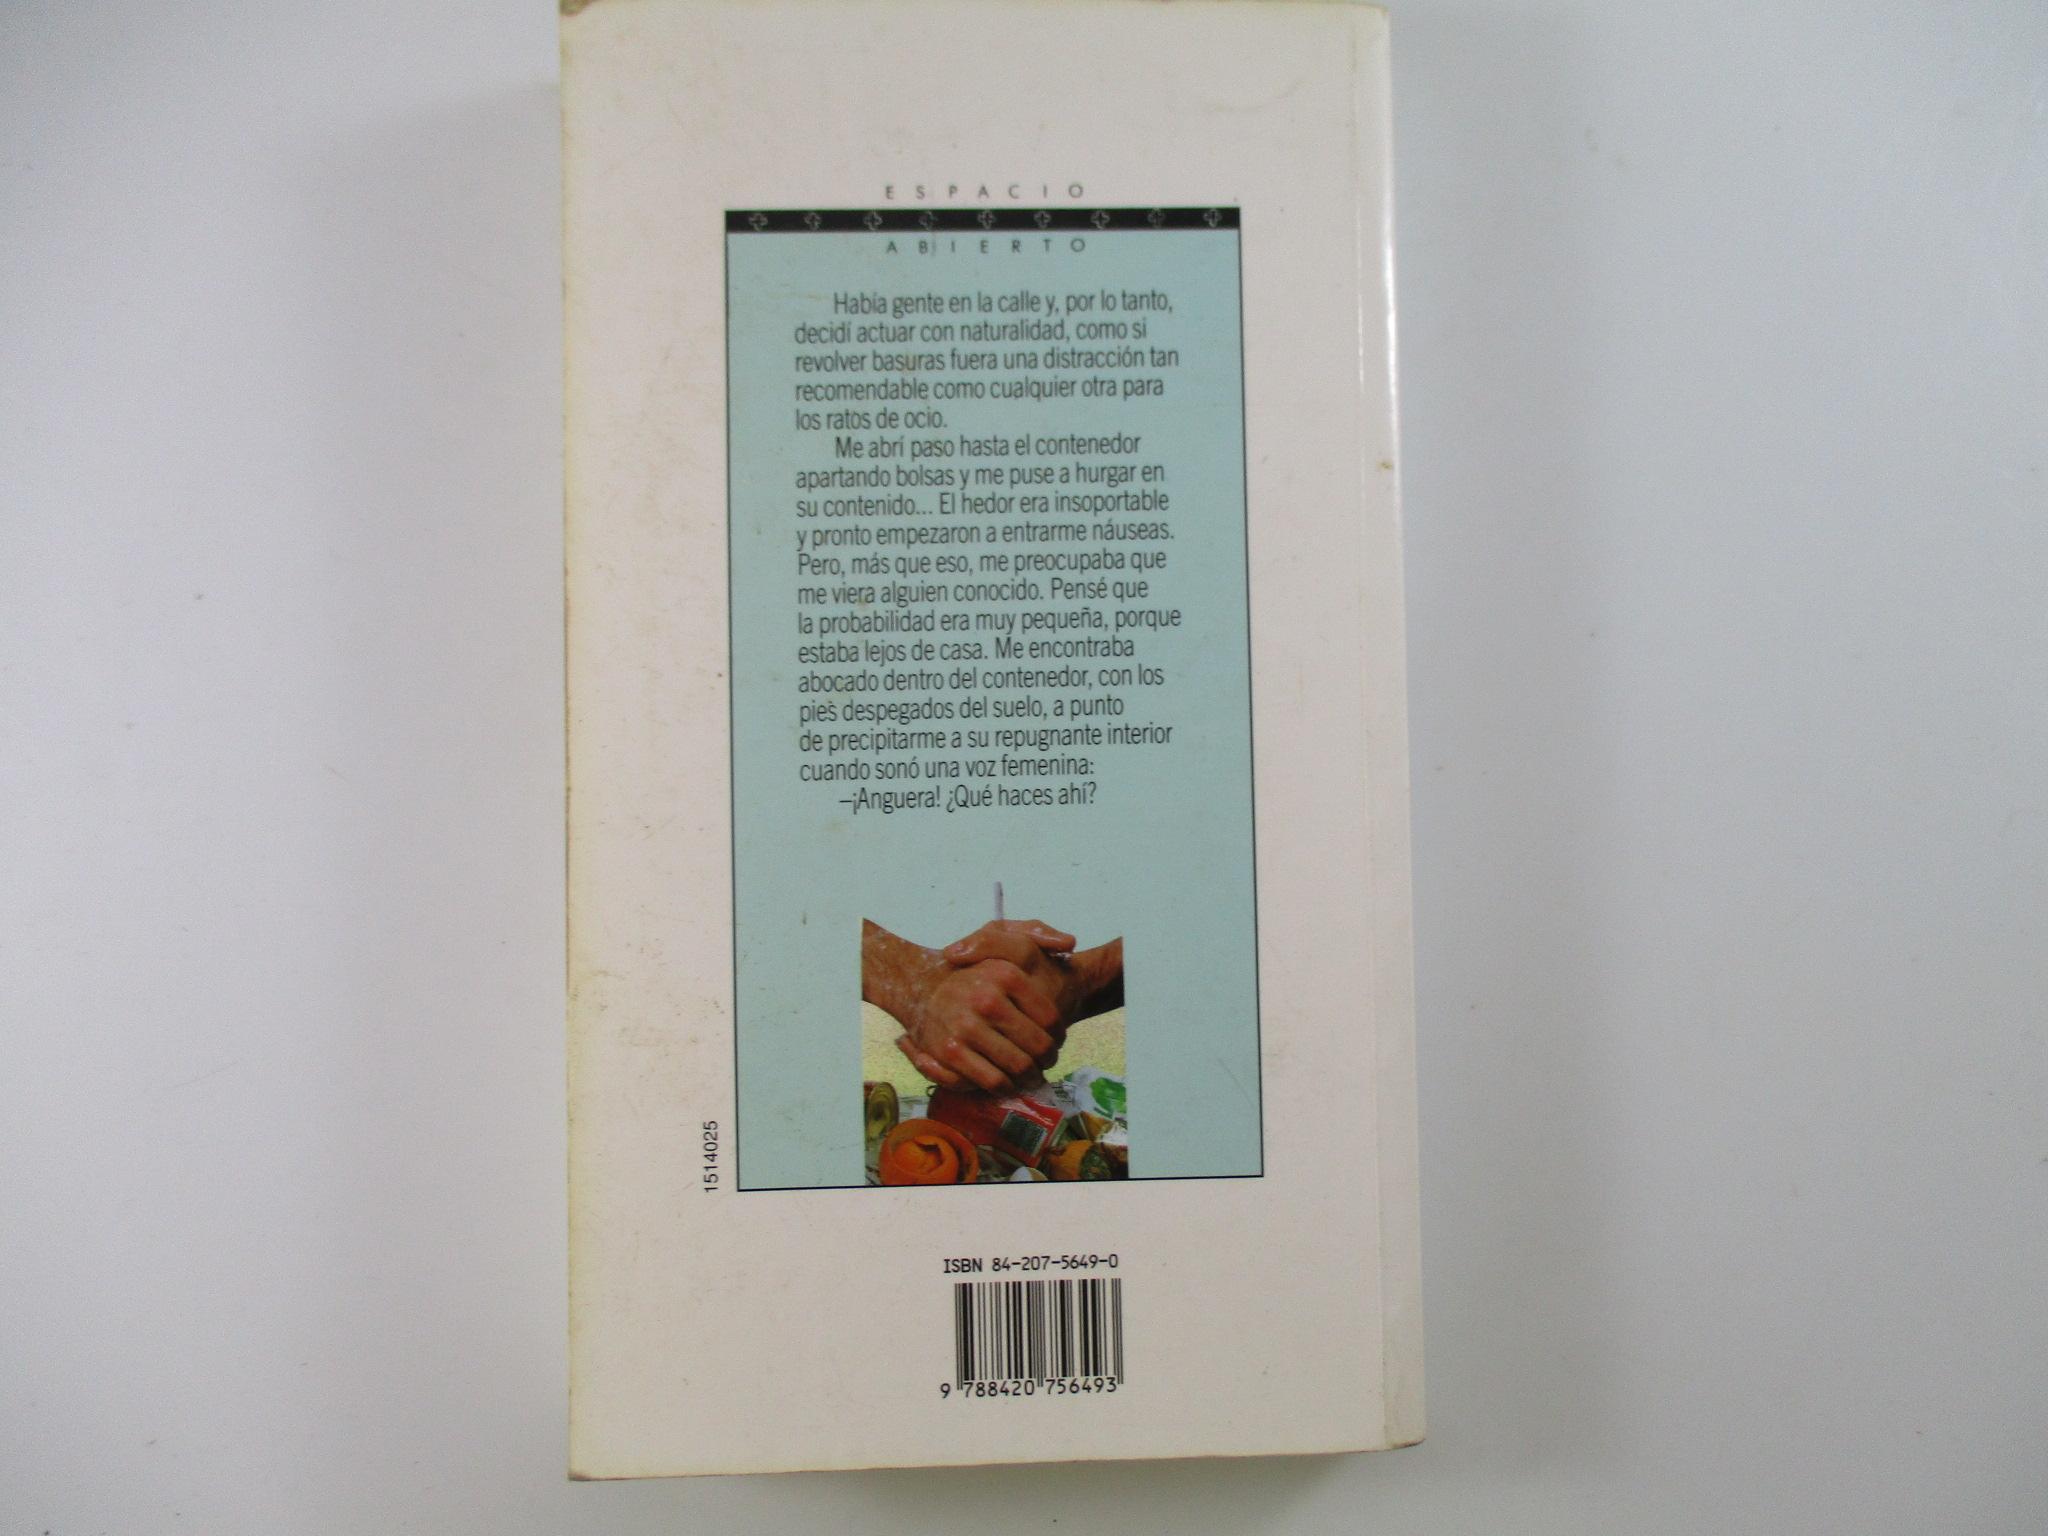 ESPACIO
ABIERTO
Había gente en la calle y, por lo tanto,
decidí actuar con naturalidad, como si
revolver basuras fuera una distracción tan
recomendable como cualquier otra para
los ratos de ocio.
Me abrí paso hasta el contenedor
apartando bolsas y me puse a hurgar en
su contenido... El hedor era insoportable
y pronto empezaron a entrarme náuseas.
Pero, más que eso, me preocupaba que
me viera alguien conocido. Pensé que
la probabilidad era muy pequeña, porque
estaba lejos de casa. Me encontraba
abocado dentro del contenedor, con los
pies despegados del suelo, a punto
de precipitarme a su repugnante interior
cuando sonó una voz femenina:
–¡Anguera! ¿Qué haces ahí?
1514025
ISBN 84-207-5649-0
9 788420 756493